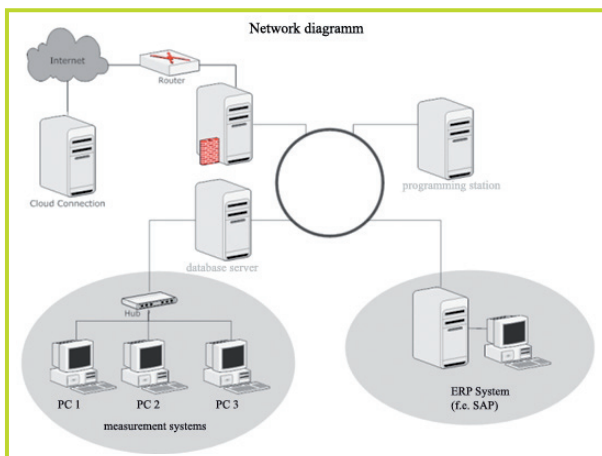 Network diagramm
Internet
Router
Cloud Connection
programming station
database server
Hub
PC 1
PC 2
PC 3
measurement systems
ERP System
(f.e. SAP)